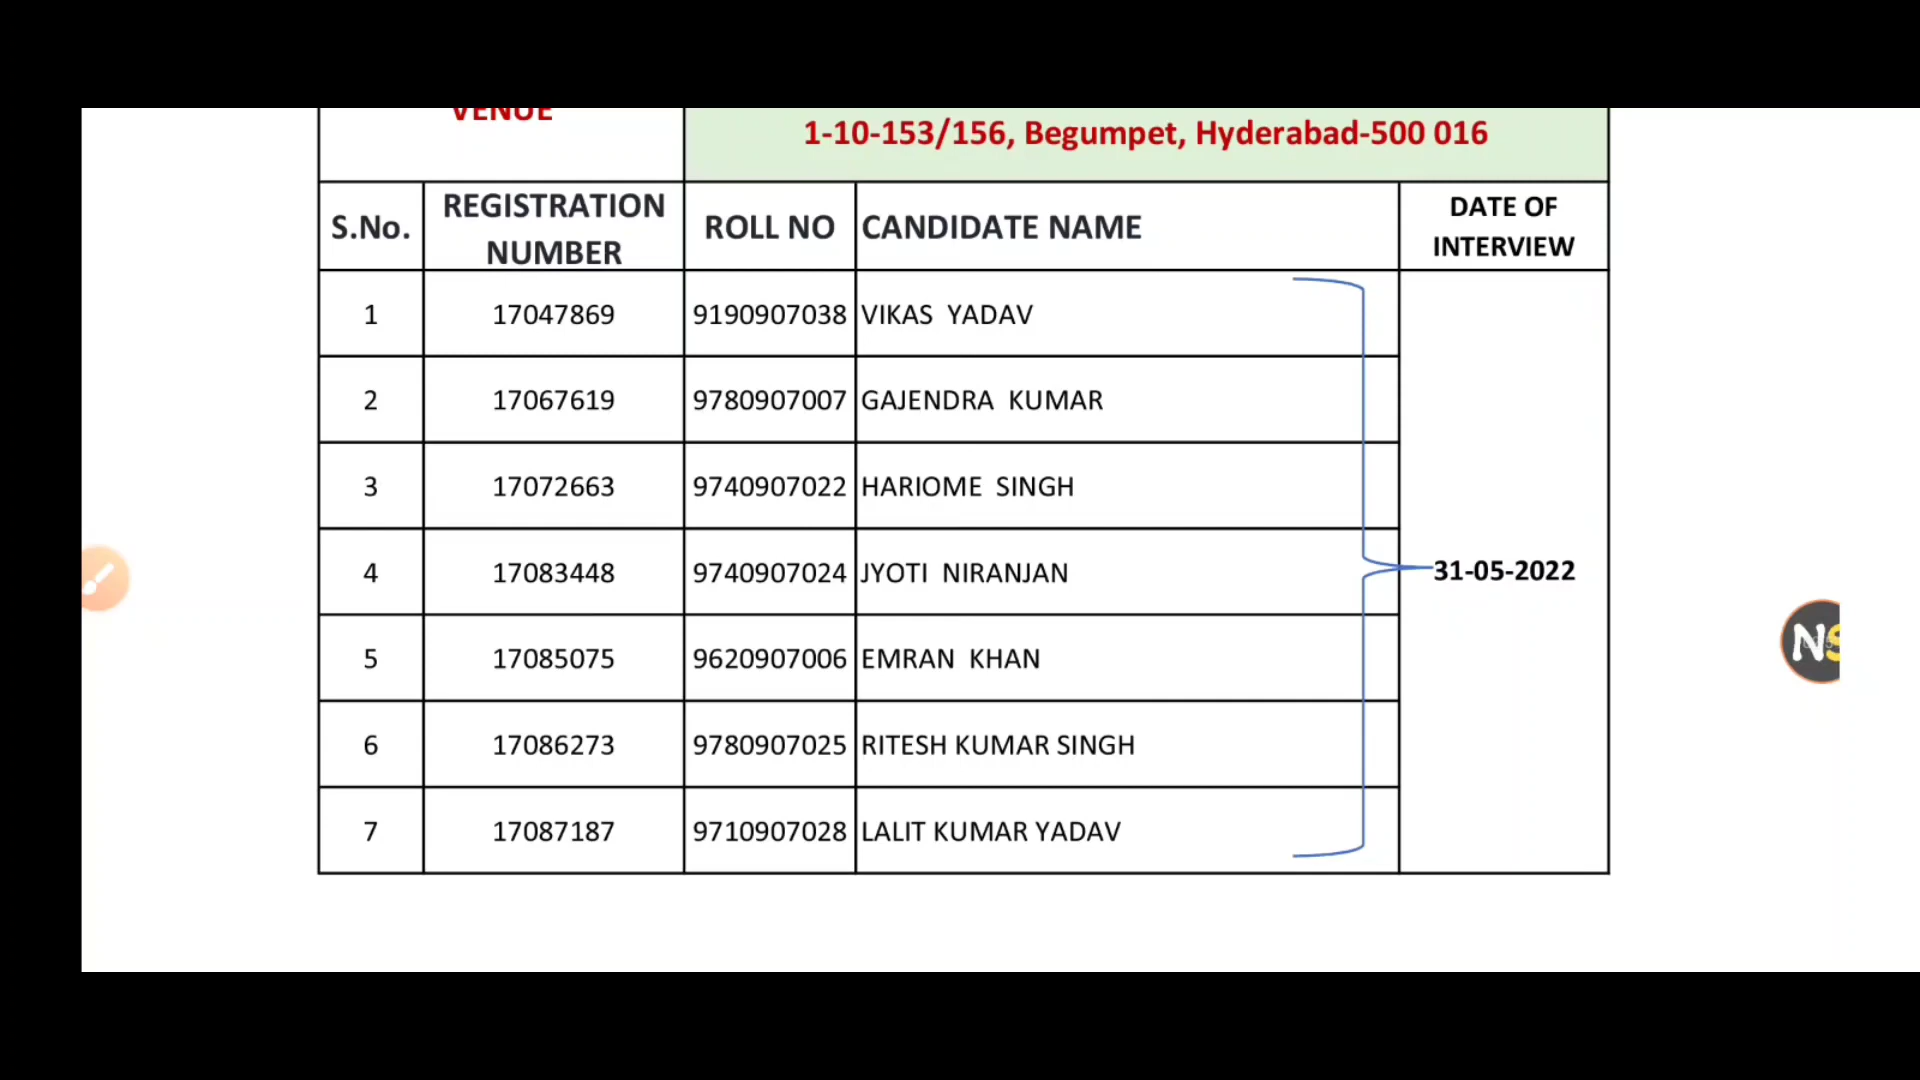 VENUE
1-10-153/156, Begumpet, Hyderabad-500 016
S.No. REGISTRATION NUMBER ROLL NO CANDIDATE NAME DATE OF INTERVIEW
1 17047869 9190907038 VIKAS YADAV
2 17067619 9780907007 GAJENDRA KUMAR
3 17072663 9740907022 HARIOME SINGH
4 17083448 9740907024 JYOTI NIRANJAN 31-05-2022
5 17085075 9620907006 EMRAN KHAN
6 17086273 9780907025 RITESH KUMAR SINGH
7 17087187 9710907028 LALIT KUMAR YADAV
NS